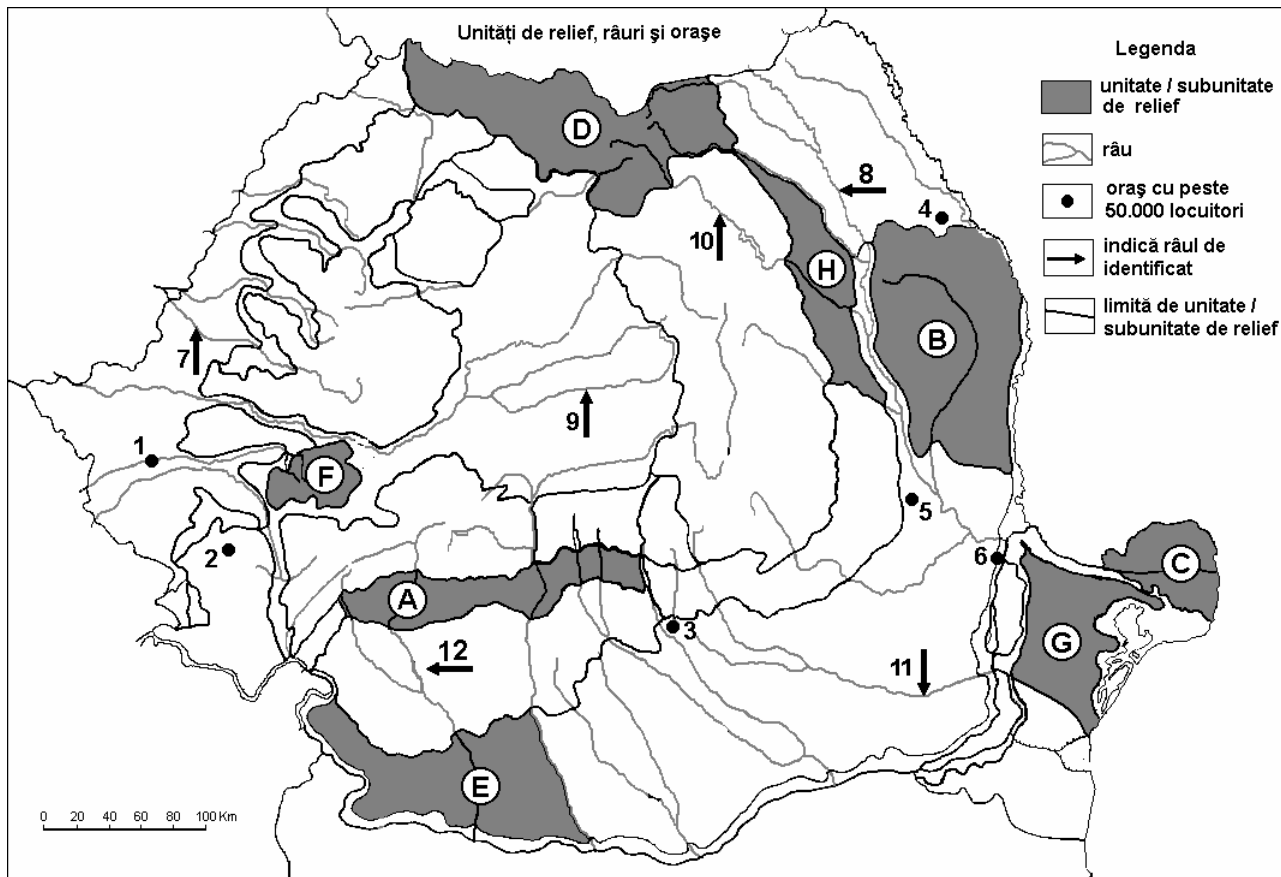 Unități de relief, râuri și orașe
Legenda
unitate / subunitate
de relief
râu
oraș cu peste
50.000 locuitori
indică râul de
identificat
limită de unitate /
subunitate de relief
D
8
4
10
H
B
7
9
1
F
5
2
6
C
A
3
G
12
11
E
0 20 40 60 80 100 Km